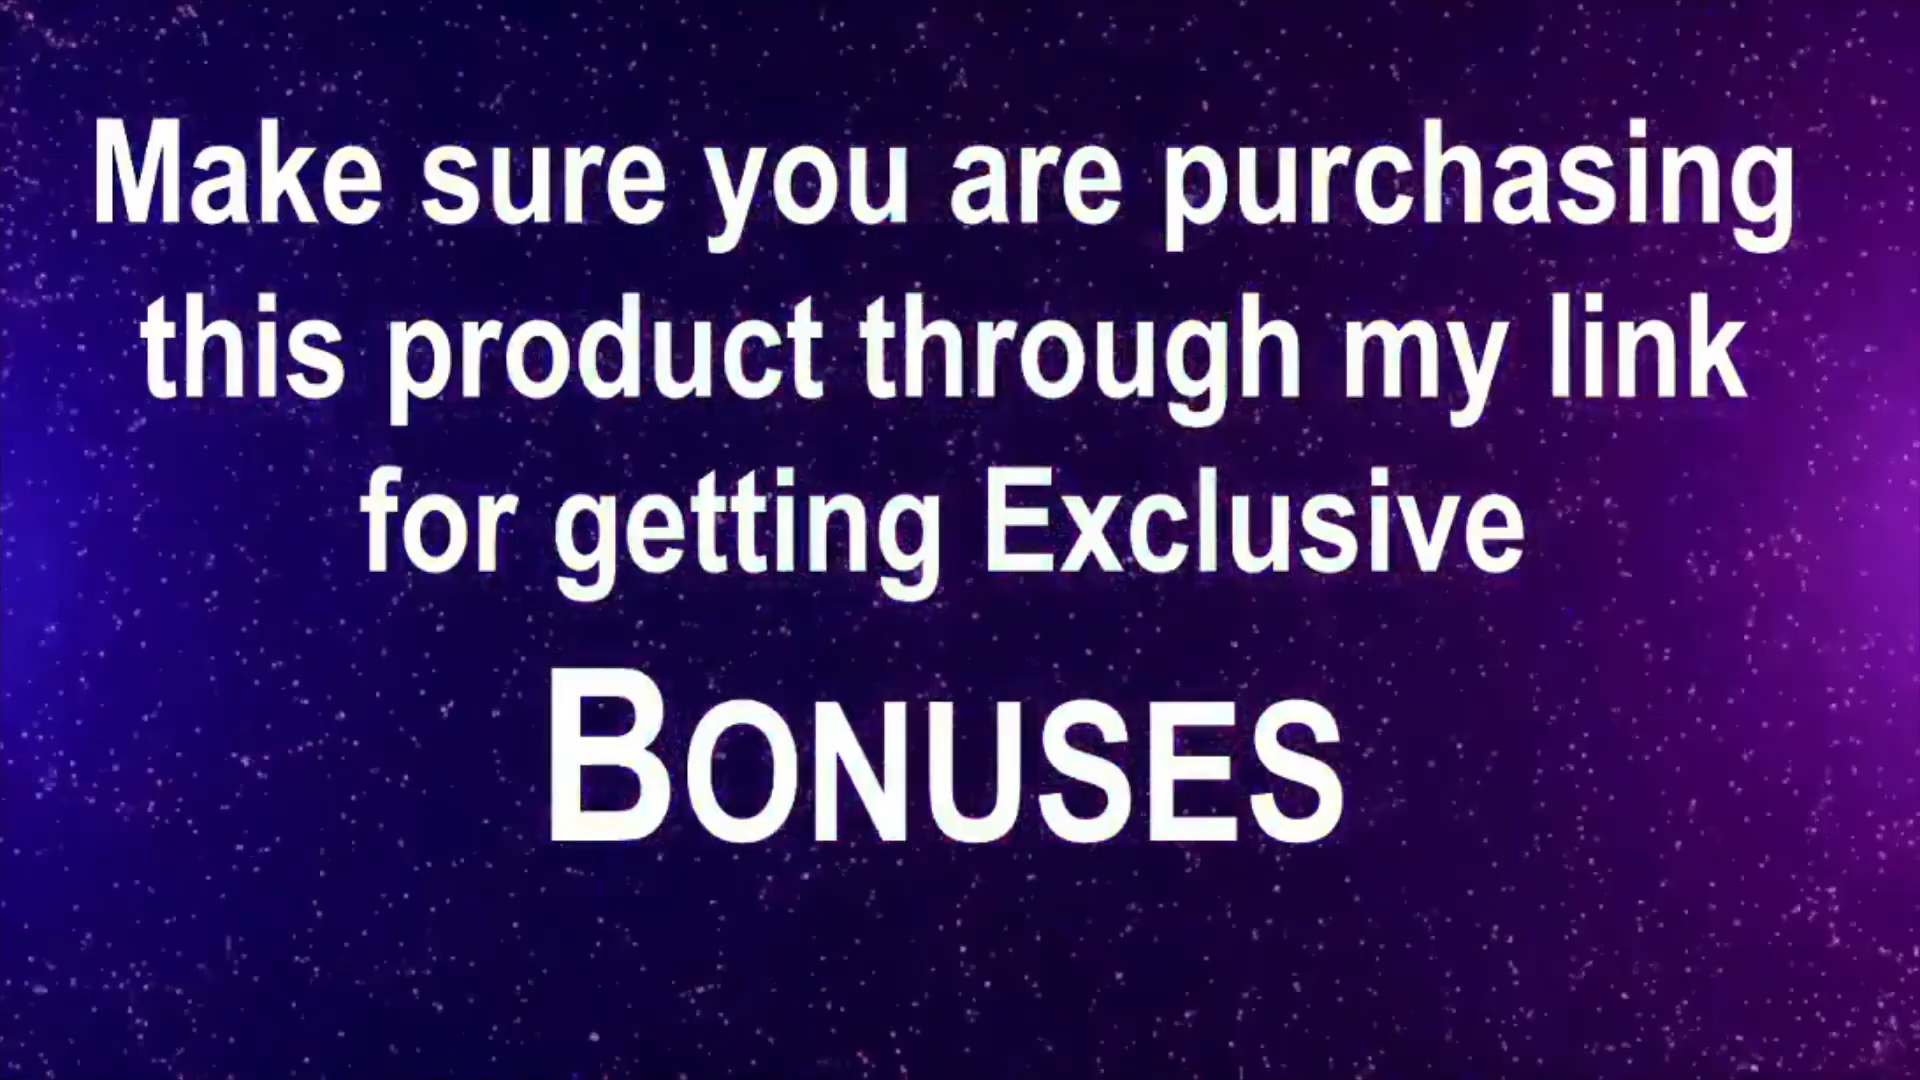 Make sure you are purchasing
this product through my link
for getting Exclusive
BONUSES